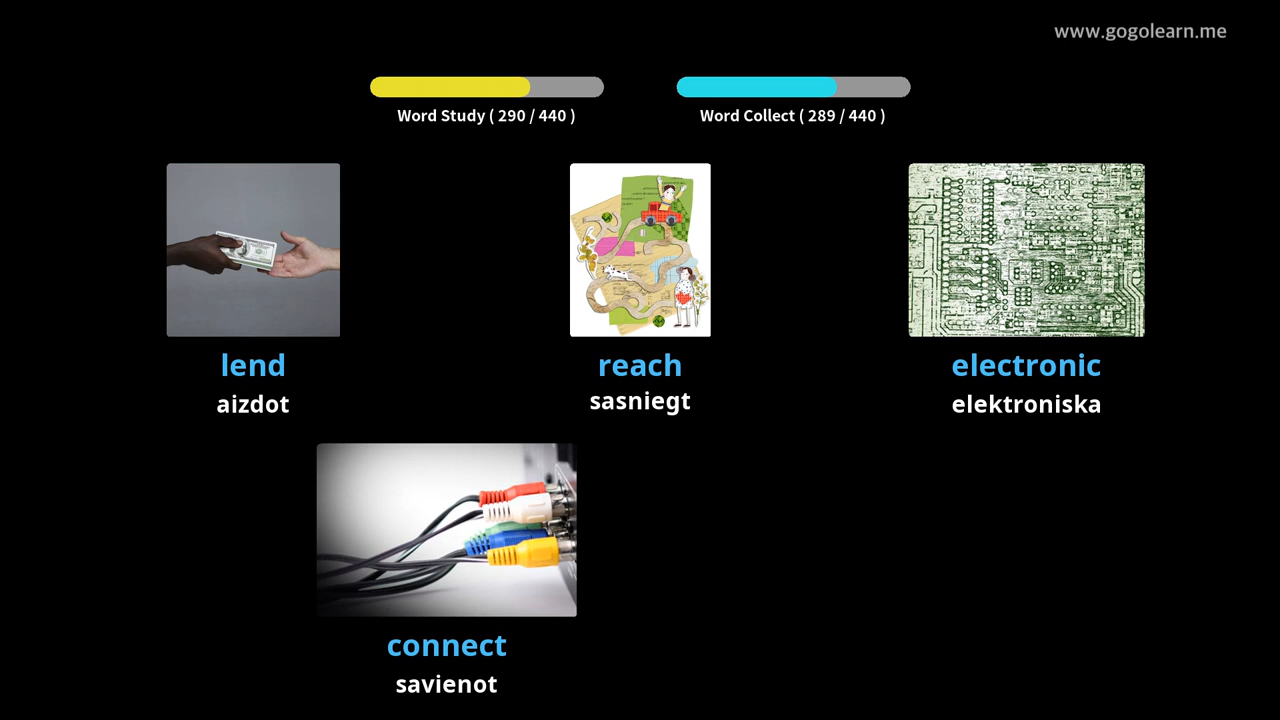 www.gogolearn.me
Word Study ( 290 / 440 )
Word Collect ( 289 / 440 )
lend
aizdot
reach
sasniegt
electronic
elektroniska
connect
savienot